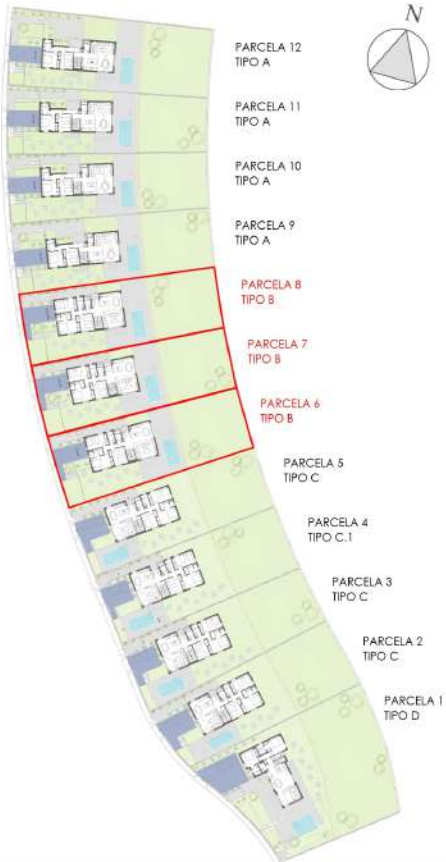 N
PARCELA 12
TIPO A
PARCELA 11
TIPO A
PARCELA 10
TIPO A
PARCELA 9
TIPO A
PARCELA 8
TIPO B
PARCELA 7
TIPO B
PARCELA 6
TIPO B
PARCELA 5
TIPO C
PARCELA 4
TIPO C.1
PARCELA 3
TIPO C
PARCELA 2
TIPO C
PARCELA 1
TIPO D